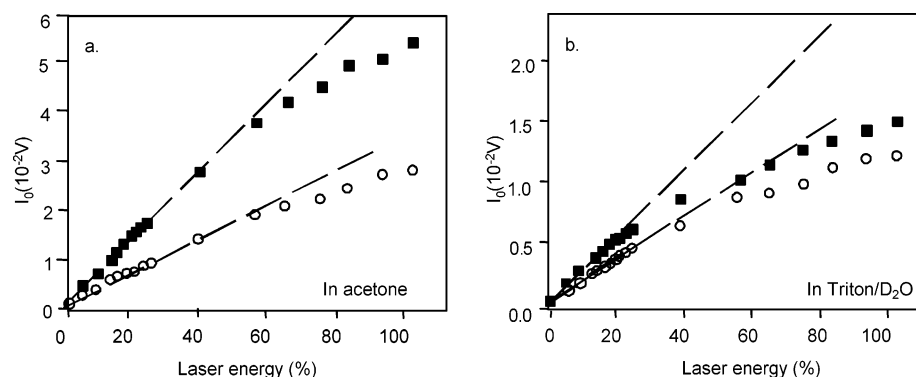 a.
I₀(10⁻²V)
6
5
4
3
2
1
0
In acetone
0 20 40 60 80 100
Laser energy (%)
b.
I₀(10⁻²V)
2.0
1.5
1.0
0.5
0.0
In Triton/D₂O
0 20 40 60 80 100
Laser energy (%)